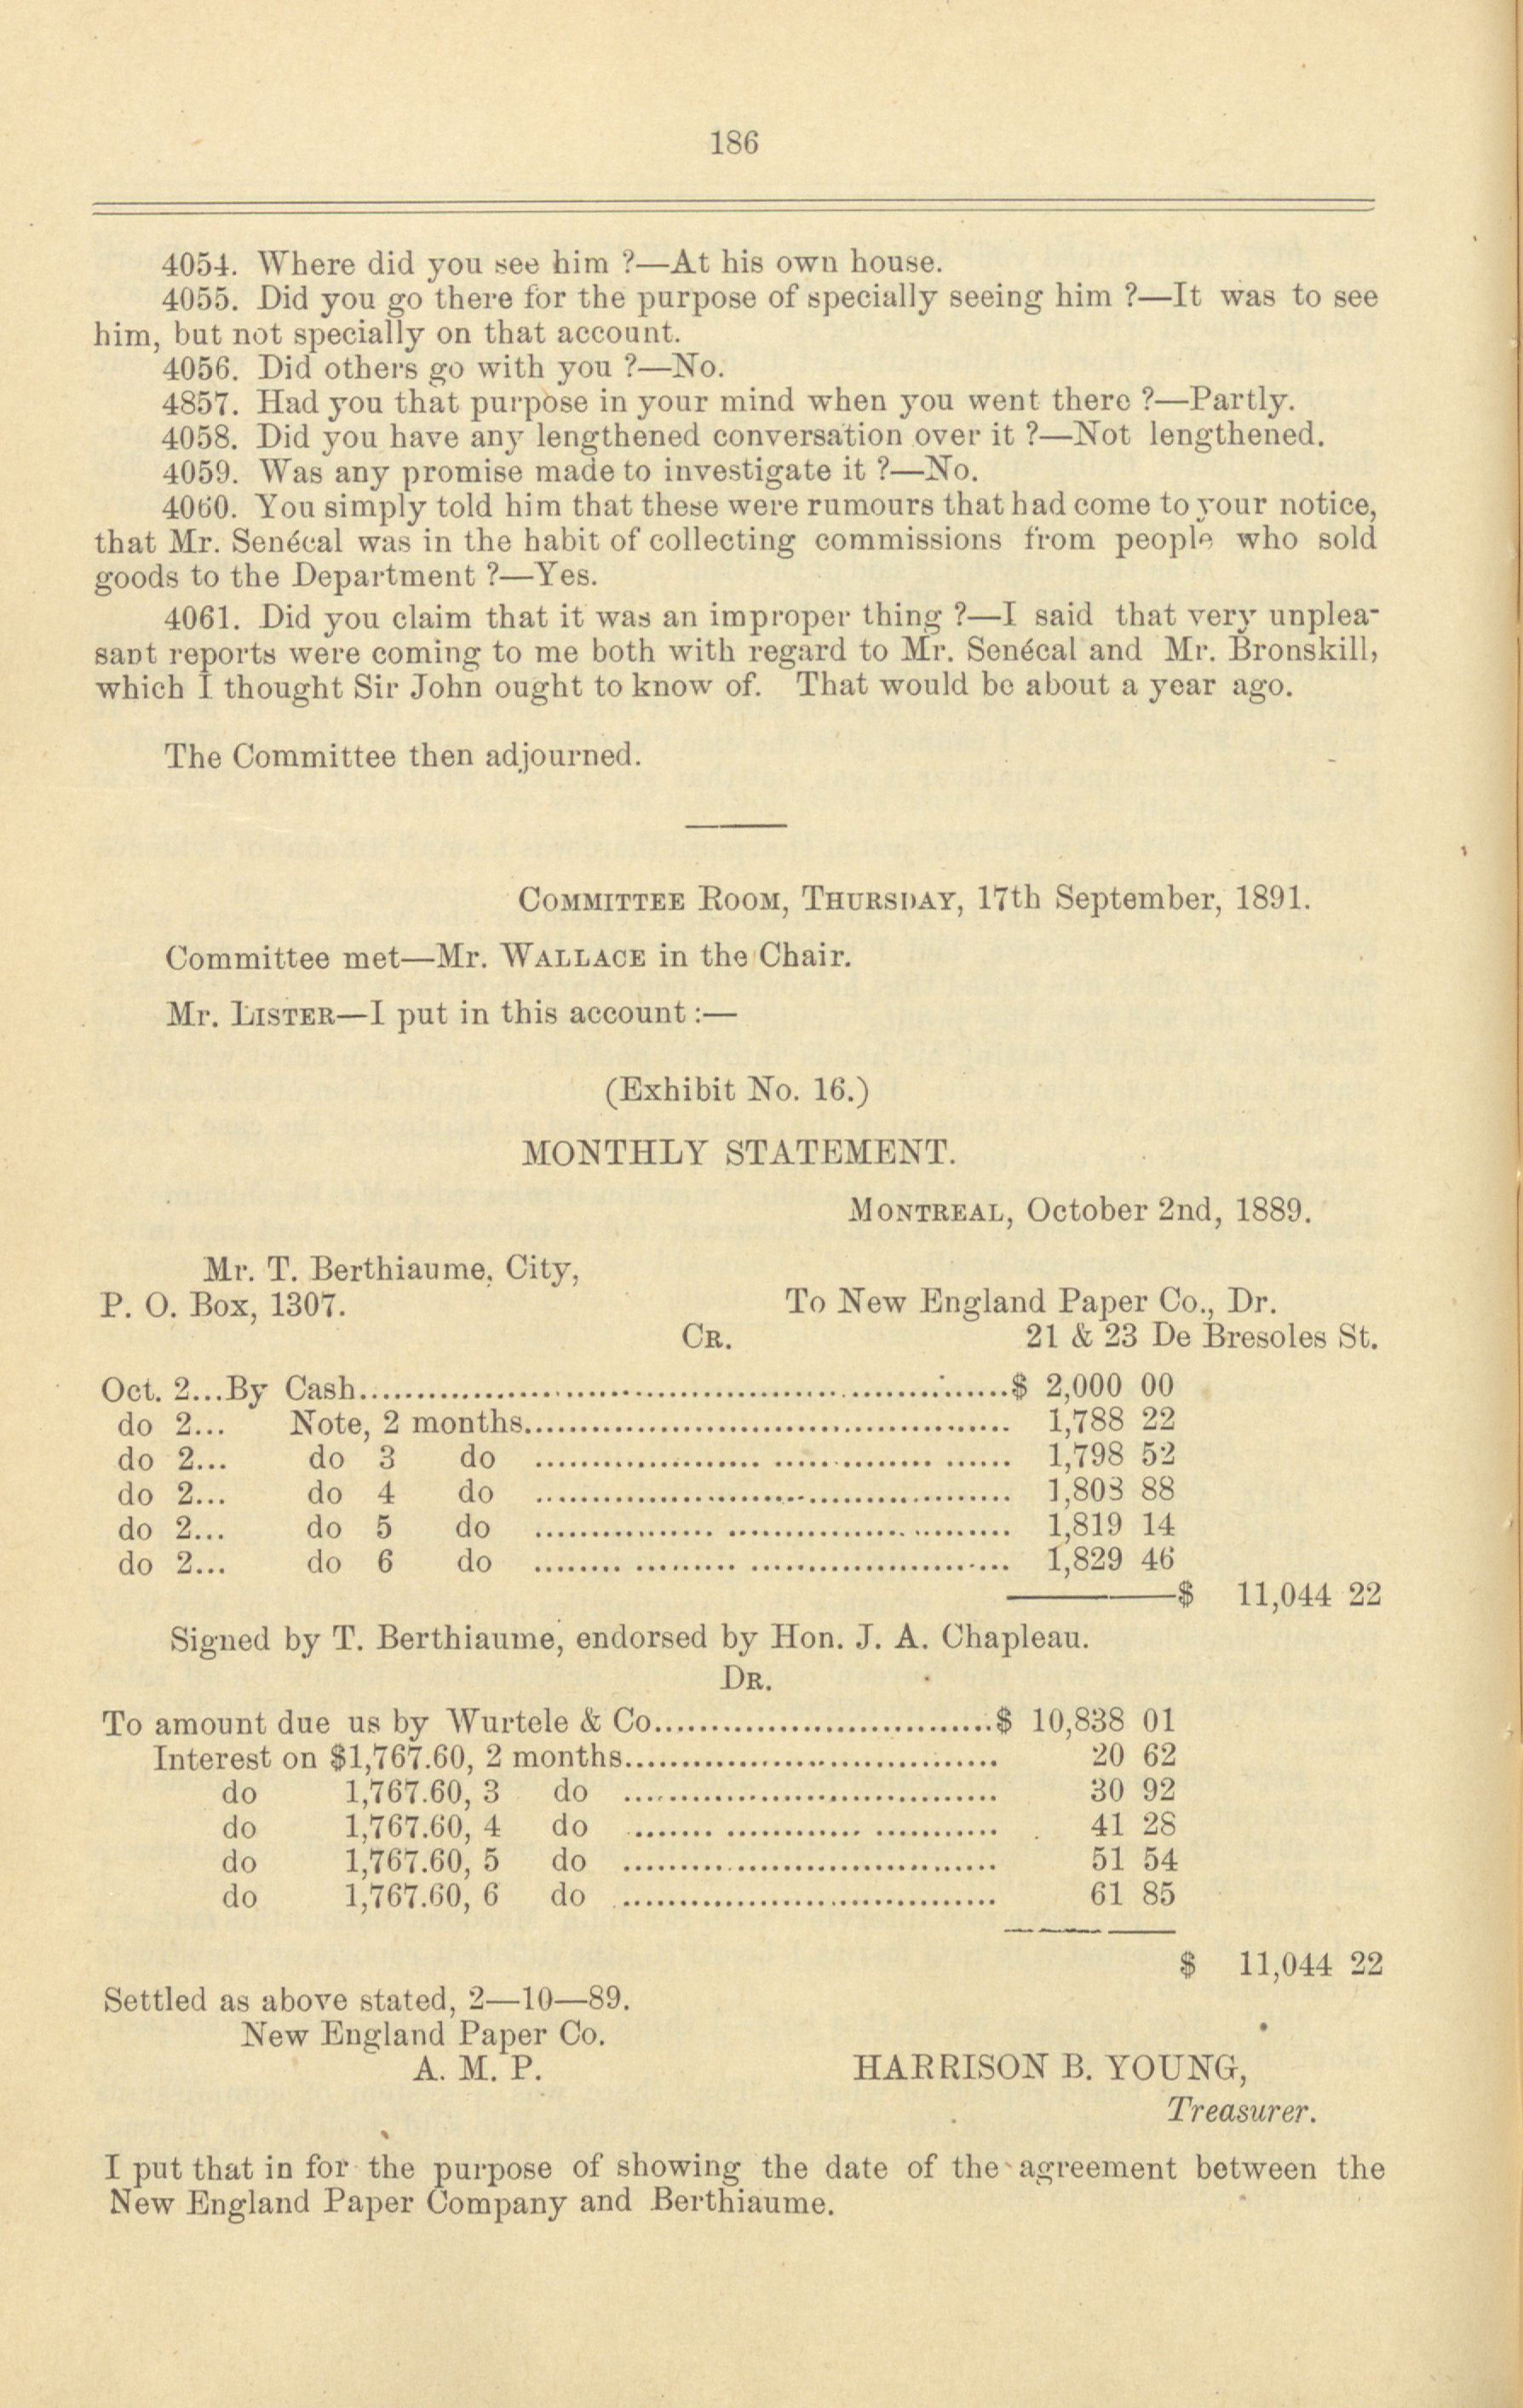 186
4054. Where did you see him ?—At his own house.
4055. Did you go there for the purpose of specially seeing him ?—It was to see
him, but not specially on that account.
4056. Did others go with you ?—No.
4857. Had you that purpose in your mind when you went there ?—Partly.
4058. Did you have any lengthened conversation over it ?—Not lengthened.
4059. Was any promise made to investigate it ?—No.
4060. You simply told him that these were rumours that had come to your notice,
that Mr. Senécal was in the habit of collecting commissions from people who sold
goods to the Department ?—Yes.
4061. Did you claim that it was an improper thing ?—I said that very unplea-
sant reports were coming to me both with regard to Mr. Senécal and Mr. Bronskill,
which I thought Sir John ought to know of. That would be about a year ago.
The Committee then adjourned.
COMMITTEE ROOM, THURSDAY, 17th September, 1891.
Committee met—Mr. WALLACE in the Chair.
Mr. LISTER—I put in this account :—
(Exhibit No. 16.)
MONTHLY STATEMENT.
MONTREAL, October 2nd, 1889.
Mr. T. Berthiaume, City,
P. O. Box, 1307.
To New England Paper Co., Dr.
CR. 21 & 23 De Bresoles St.
Oct. 2...By Cash..........$ 2,000 00
do 2... Note, 2 months.......... 1,788 22
do 2... do 3 do .......... 1,798 52
do 2... do 4 do .......... 1,803 88
do 2... do 5 do .......... 1,819 14
do 2... do 6 do .......... 1,829 46
$ 11,044 22
Signed by T. Berthiaume, endorsed by Hon. J. A. Chapleau.
DR.
To amount due us by Wurtele & Co..........$ 10,838 01
Interest on $1,767.60, 2 months.......... 20 62
do 1,767.60, 3 do .......... 30 92
do 1,767.60, 4 do .......... 41 28
do 1,767.60, 5 do .......... 51 54
do 1,767.60, 6 do .......... 61 85
$ 11,044 22
Settled as above stated, 2—10—89.
New England Paper Co.
A. M. P.
HARRISON B. YOUNG,
Treasurer.
I put that in for the purpose of showing the date of the agreement between the
New England Paper Company and Berthiaume.